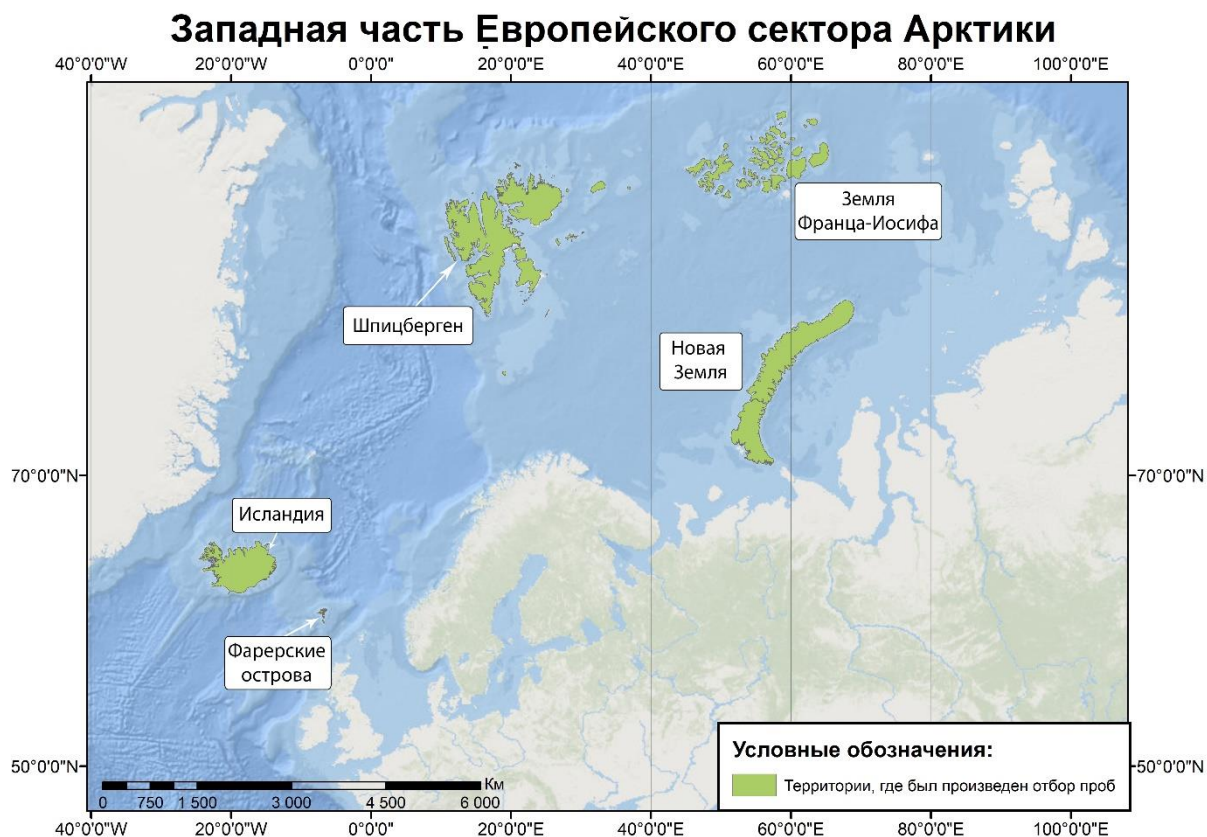 Западная часть Европейского сектора Арктики
40°0'0"W 20°0'0"W 0°0'0" 20°0'0"E 40°0'0"E 60°0'0"E 80°0'0"E 100°0'0"E
Земля
Франца-Иосифа
Шпицберген
Новая
Земля
70°0'0"N 70°0'0"N
Исландия
Фарерские
острова
Условные обозначения:
Территории, где был произведен отбор проб
50°0'0"N 50°0'0"N
Км
0 750 1 500 3 000 4 500 6 000
40°0'0"W 20°0'0"W 0°0'0" 20°0'0"E 40°0'0"E 60°0'0"E 80°0'0"E 100°0'0"E